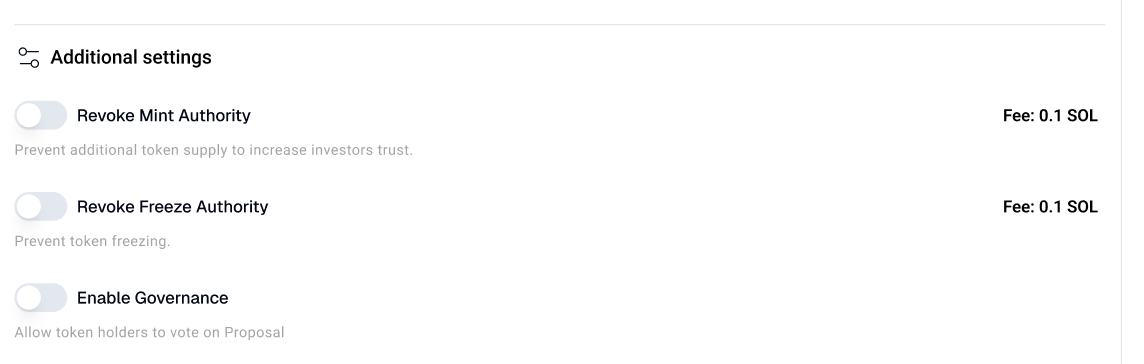 Additional settings
Revoke Mint Authority Fee: 0.1 SOL
Prevent additional token supply to increase investors trust.
Revoke Freeze Authority Fee: 0.1 SOL
Prevent token freezing.
Enable Governance
Allow token holders to vote on Proposal